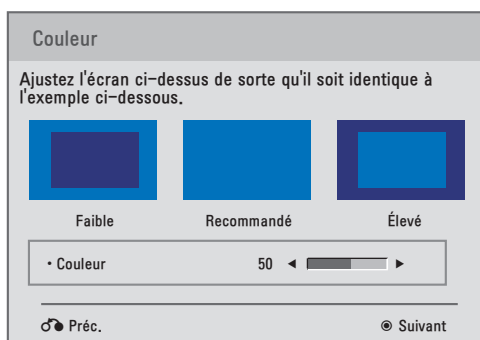 Couleur
Ajustez l'écran ci-dessus de sorte qu'il soit identique à
l'exemple ci-dessous.
Faible Recommandé Élevé
• Couleur 50 ◄ ►
Préc. ◉ Suivant